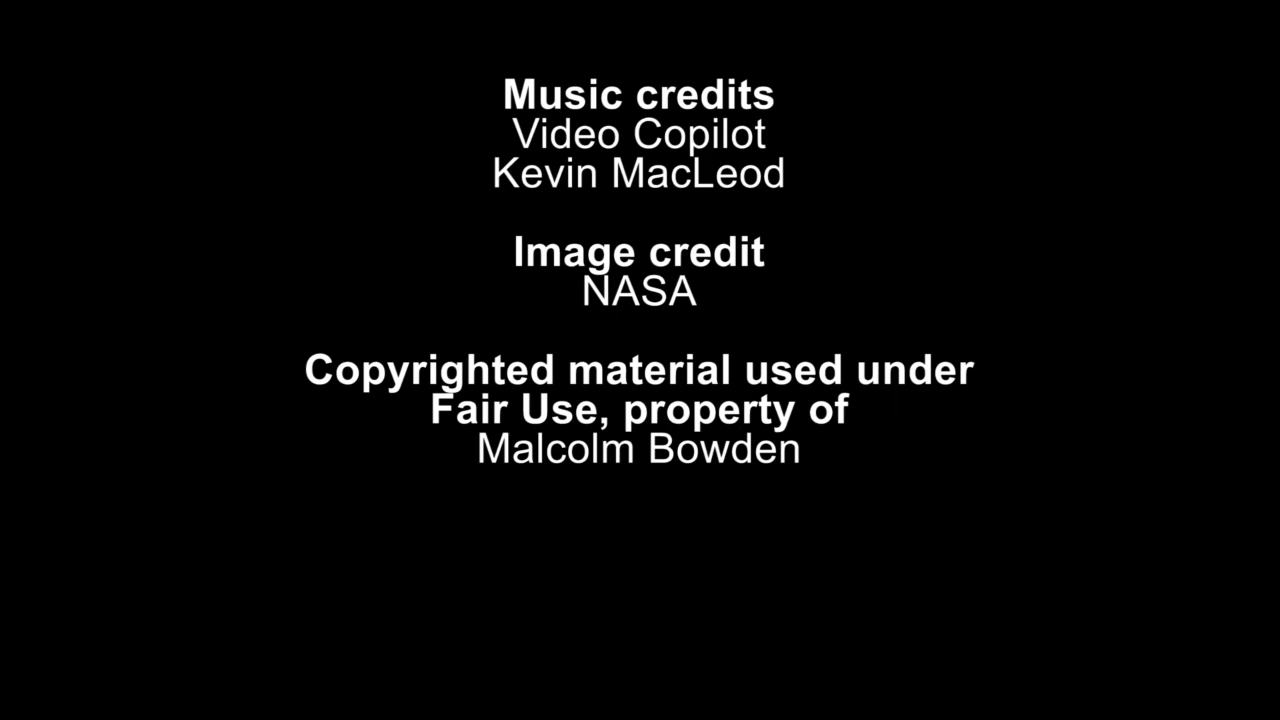 Music credits
Video Copilot
Kevin MacLeod
Image credit
NASA
Copyrighted material used under
Fair Use, property of
Malcolm Bowden